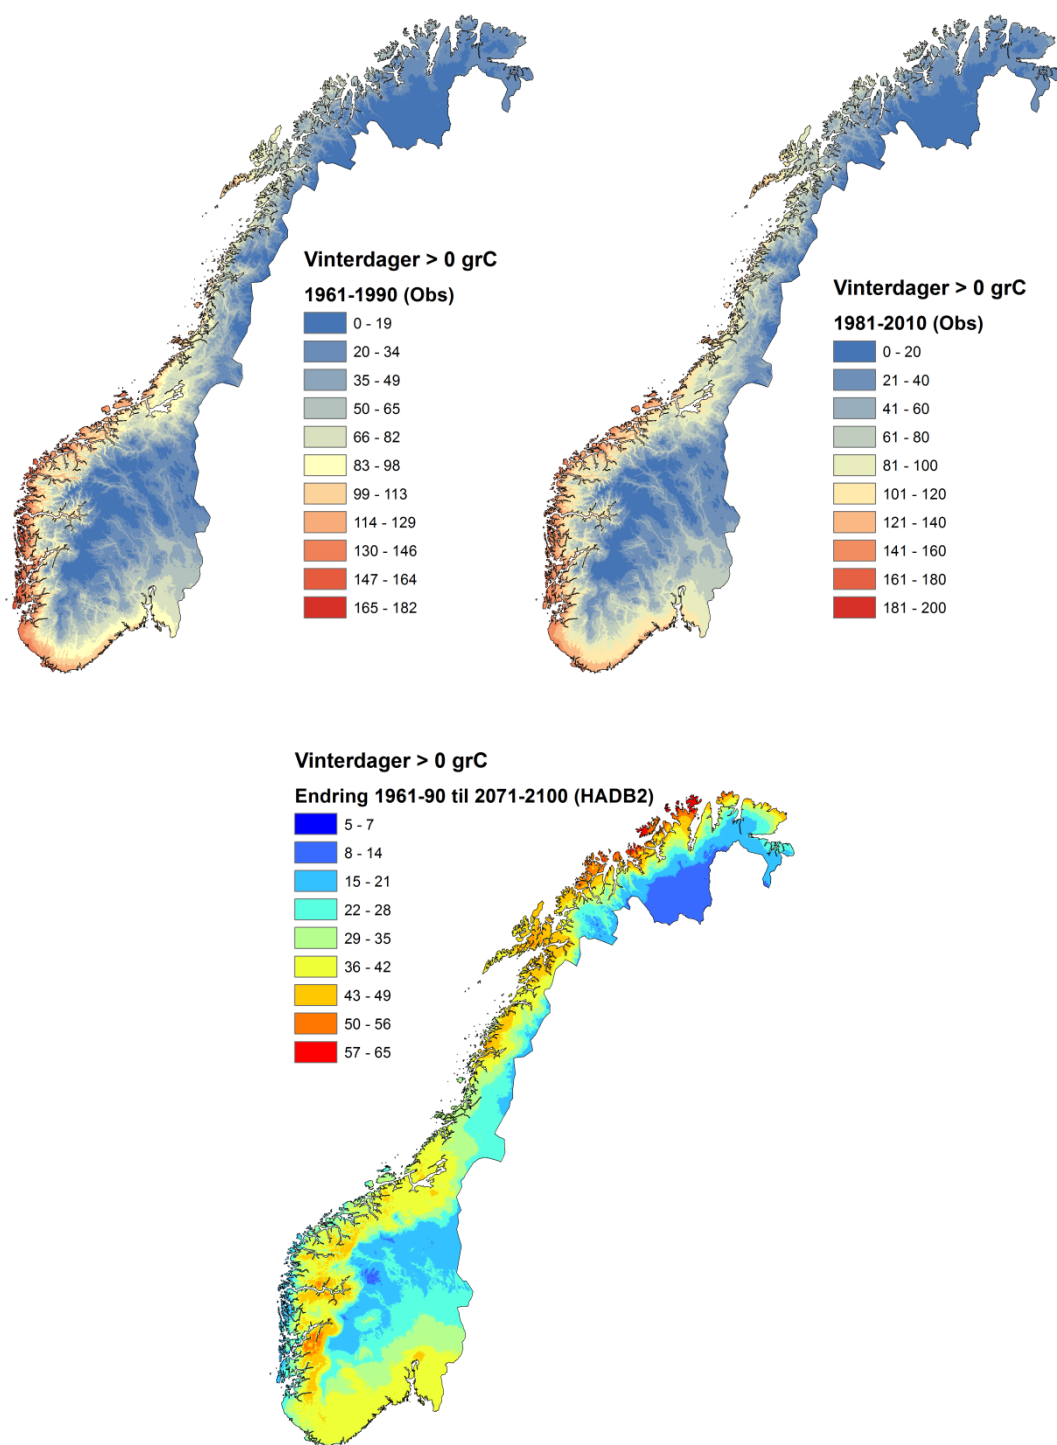 Vinterdager > 0 grC
1961-1990 (Obs)
0 - 19
20 - 34
35 - 49
50 - 65
66 - 82
83 - 98
99 - 113
114 - 129
130 - 146
147 - 164
165 - 182
Vinterdager > 0 grC
1981-2010 (Obs)
0 - 20
21 - 40
41 - 60
61 - 80
81 - 100
101 - 120
121 - 140
141 - 160
161 - 180
181 - 200
Vinterdager > 0 grC
Endring 1961-90 til 2071-2100 (HADB2)
5 - 7
8 - 14
15 - 21
22 - 28
29 - 35
36 - 42
43 - 49
50 - 56
57 - 65